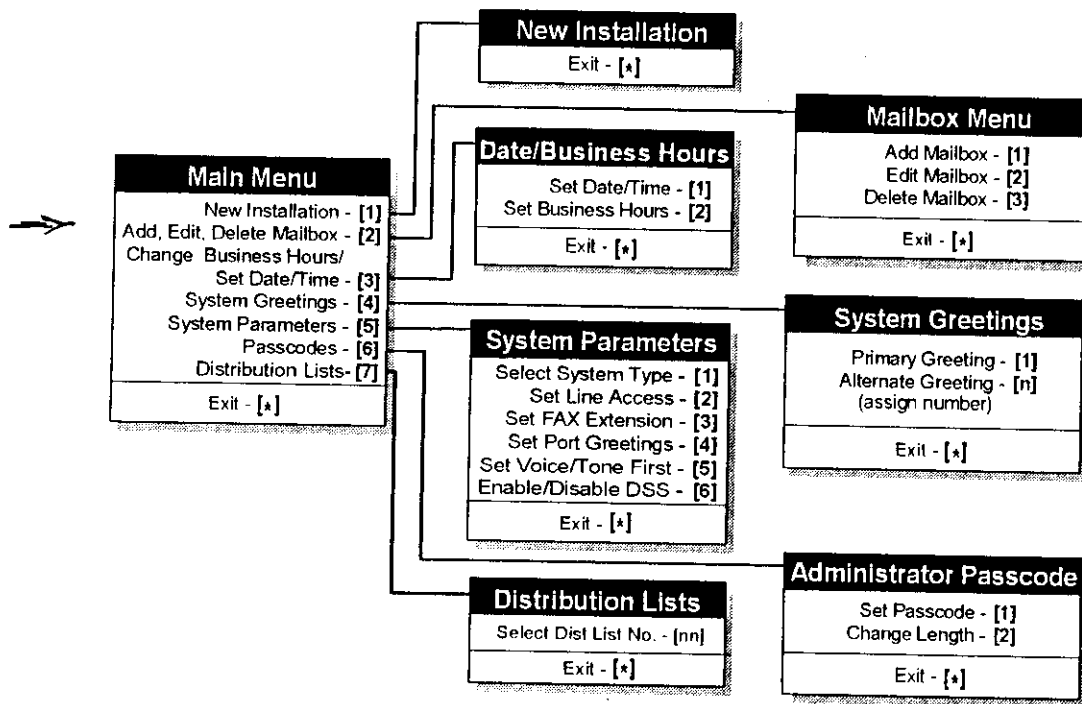 New Installation
Exit - [*]
Mailbox Menu
Add Mailbox - [1]
Edit Mailbox - [2]
Delete Mailbox - [3]
Exit - [*]
Date/Business Hours
Set Date/Time - [1]
Set Business Hours - [2]
Exit - [*]
Main Menu
New Installation - [1]
Add, Edit, Delete Mailbox - [2]
Change Business Hours/
Set Date/Time - [3]
System Greetings - [4]
System Parameters - [5]
Passcodes - [6]
Distribution Lists- [7]
Exit - [*]
System Greetings
Primary Greeting - [1]
Alternate Greeting - [n]
(assign number)
Exit - [*]
System Parameters
Select System Type - [1]
Set Line Access - [2]
Set FAX Extension - [3]
Set Port Greetings - [4]
Set Voice/Tone First - [5]
Enable/Disable DSS - [6]
Exit - [*]
Administrator Passcode
Set Passcode - [1]
Change Length - [2]
Exit - [*]
Distribution Lists
Select Dist List No. - [nn]
Exit - [*]